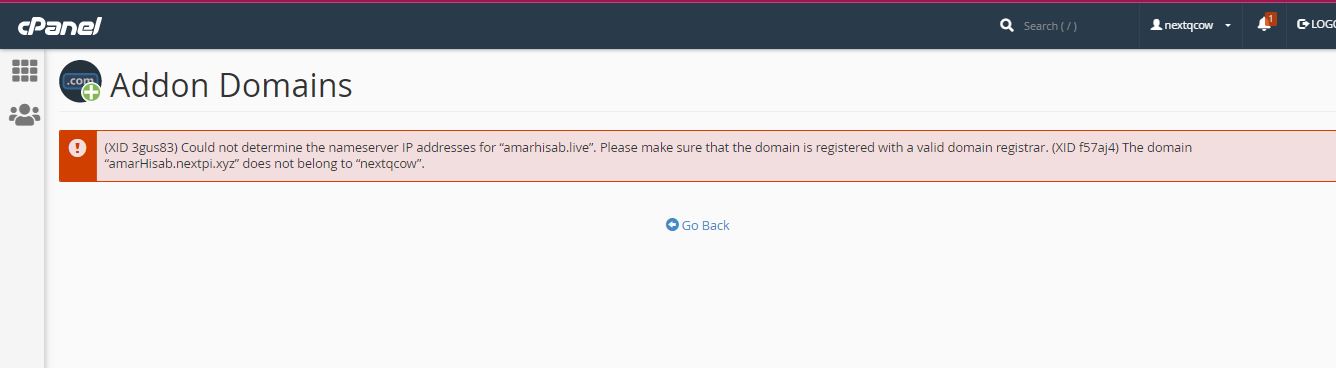 cPanel
Search ( / )
nextqcow
1
LOGO
.com
Addon Domains
(XID 3gus83) Could not determine the nameserver IP addresses for “amarhisab.live”. Please make sure that the domain is registered with a valid domain registrar. (XID f57aj4) The domain
“amarHisab.nextpi.xyz” does not belong to “nextqcow”.
Go Back